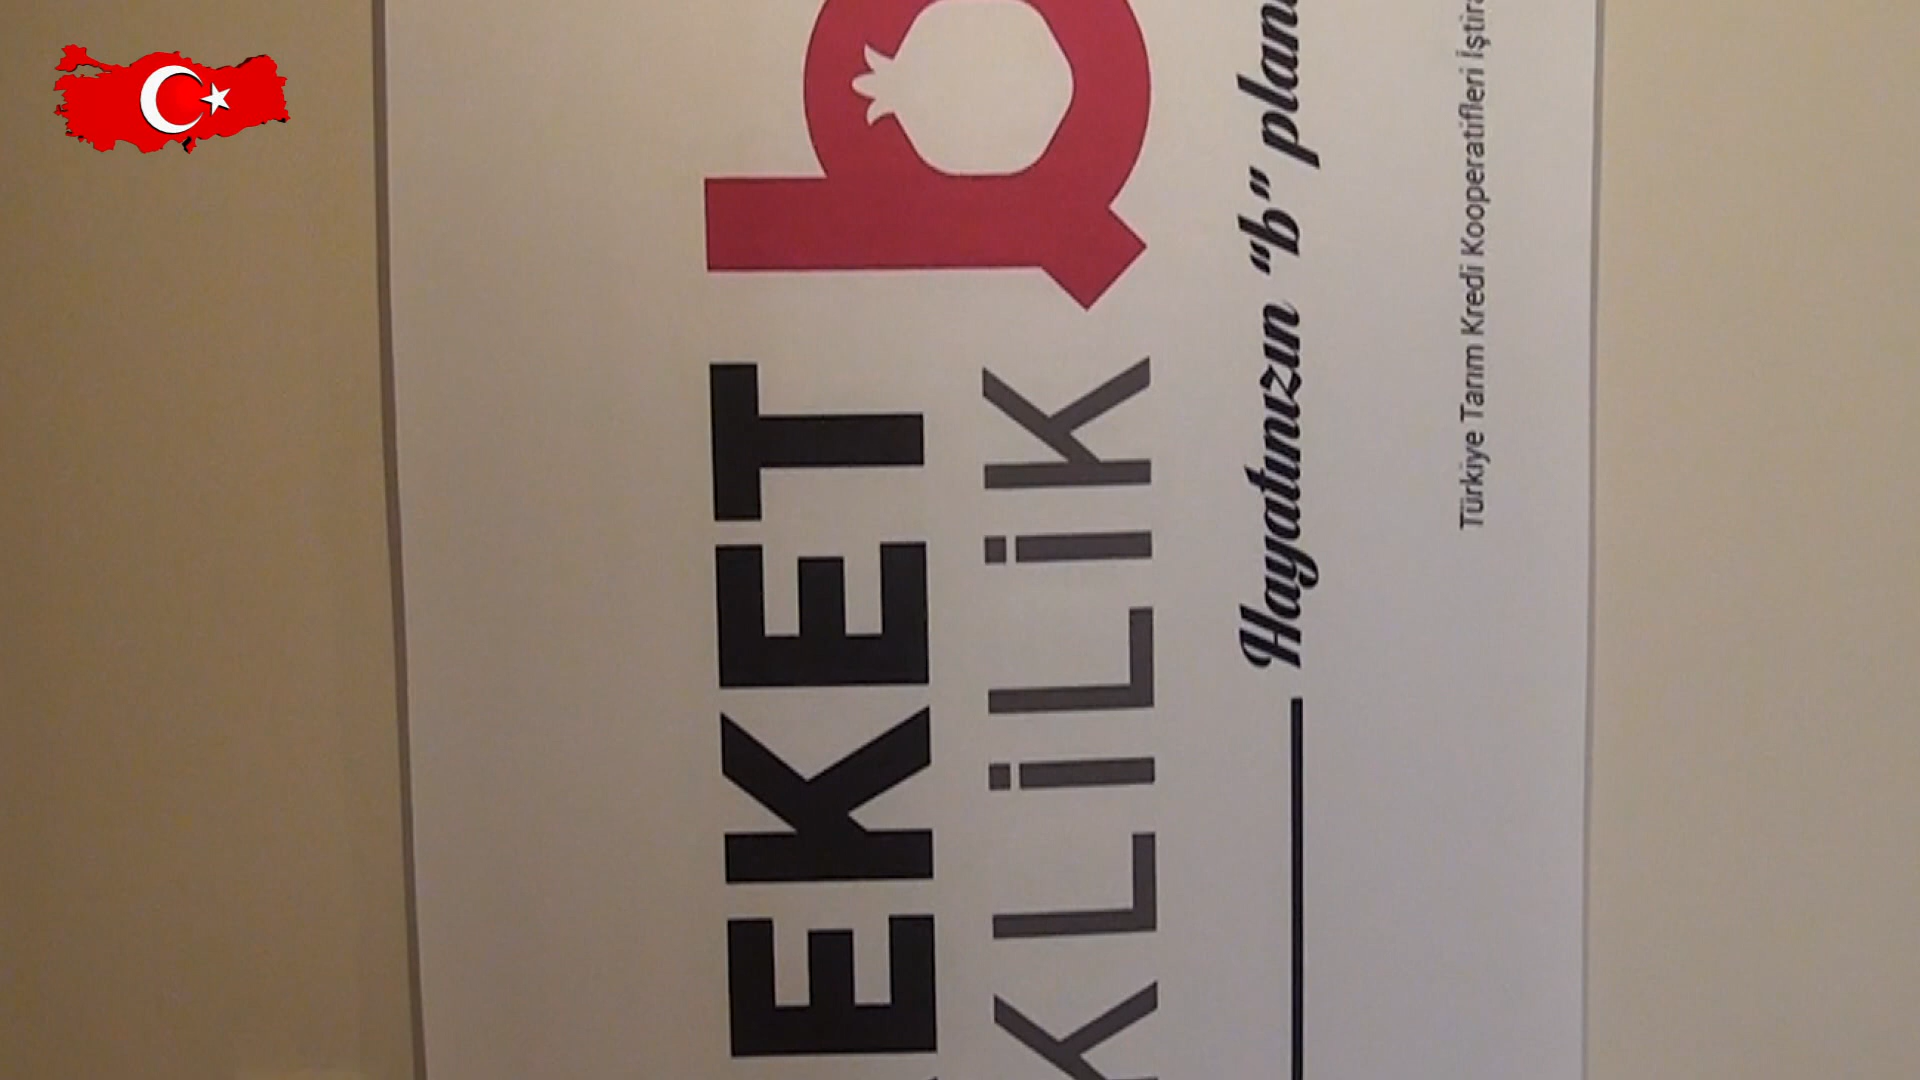 EKET
KLİLİK
Hayatınızın "b" planı
Türkiye Tarım Kredi Kooperatifleri İştira